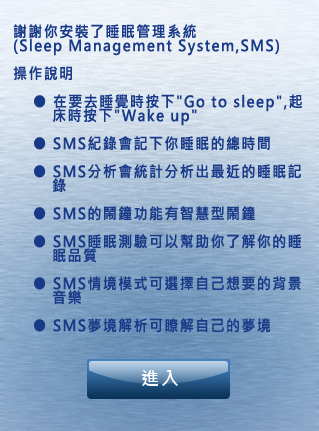 謝謝你安裝了睡眠管理系統
(Sleep Management System,SMS)
操作說明
● 在要去睡覺時按下"Go to sleep",起
床時按下"Wake up"
● SMS紀錄會記下你睡眠的總時間
● SMS分析會統計分析出最近的睡眠記
錄
● SMS的鬧鐘功能有智慧型鬧鐘
● SMS睡眠測驗可以幫助你了解你的睡
眠品質
● SMS情境模式可選擇自己想要的背景
音樂
● SMS夢境解析可瞭解自己的夢境
進入